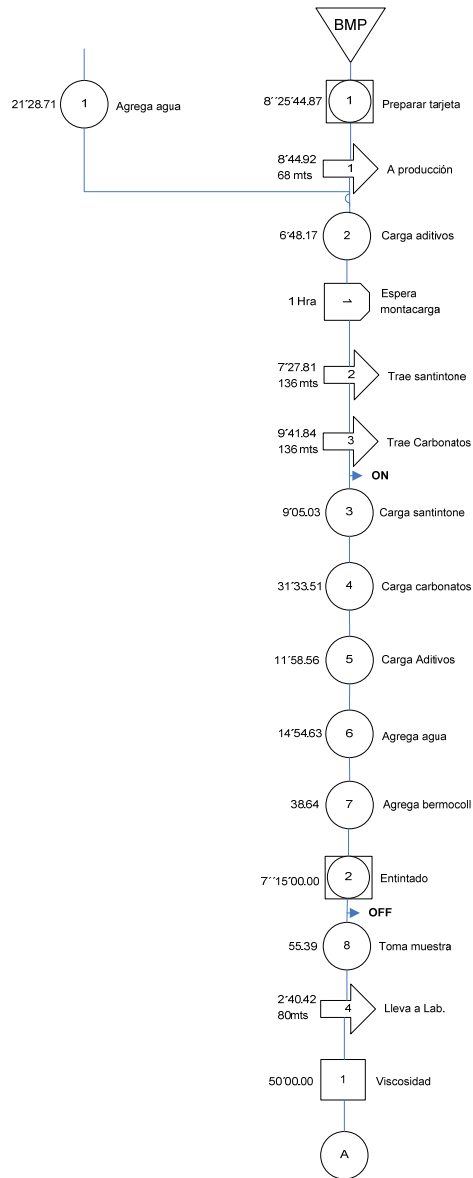 BMP
21´28.71 1 Agrega agua
8´´25´44.87 1 Preparar tarjeta
8´44.92
68 mts
1 A producción
6´48.17 2 Carga aditivos
1 Hra 1 Espera
montacarga
7´27.81
136 mts
2 Trae santintone
9´41.84
136 mts
3 Trae Carbonatos
ON
9´05.03 3 Carga santintone
31´33.51 4 Carga carbonatos
11´58.56 5 Carga Aditivos
14´54.63 6 Agrega agua
38.64 7 Agrega bermocoll
7´´15´00.00 2 Entintado
OFF
55.39 8 Toma muestra
2´40.42
80mts
4 Lleva a Lab.
50´00.00 1 Viscosidad
A